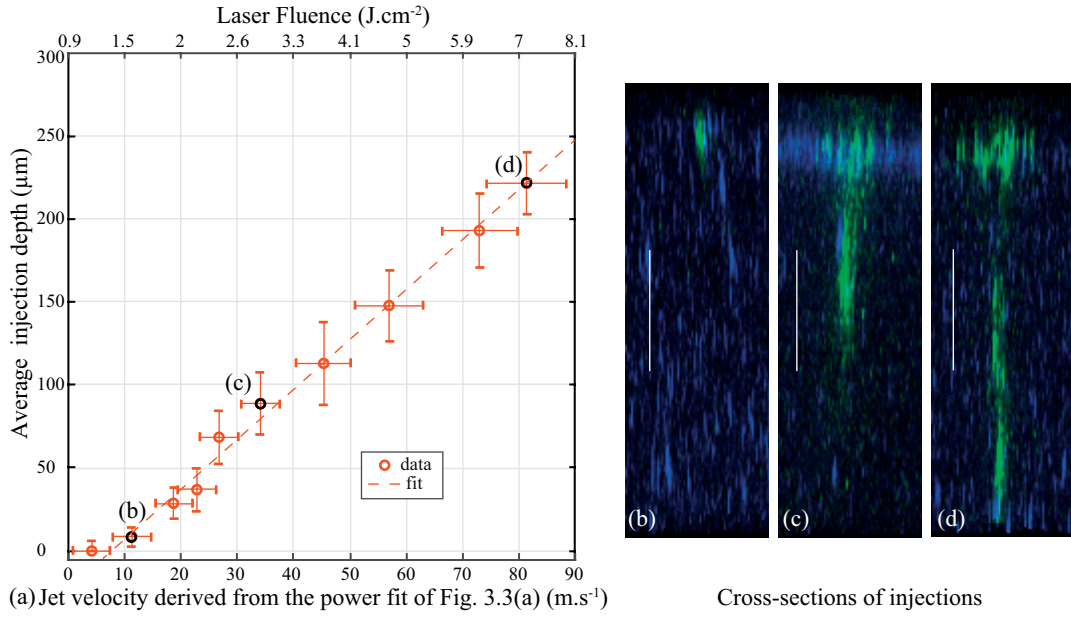 Laser Fluence (J.cm-2)
0.9 1.5 2 2.6 3.3 4.1 5 5.9 7 8.1
300
250
200
150
100
50
0
Average injection depth (μm)
(d)
(c)
(b)
data
fit
0 10 20 30 40 50 60 70 80 90
(a) Jet velocity derived from the power fit of Fig. 3.3(a) (m.s-1)
(b) (c) (d)
Cross-sections of injections